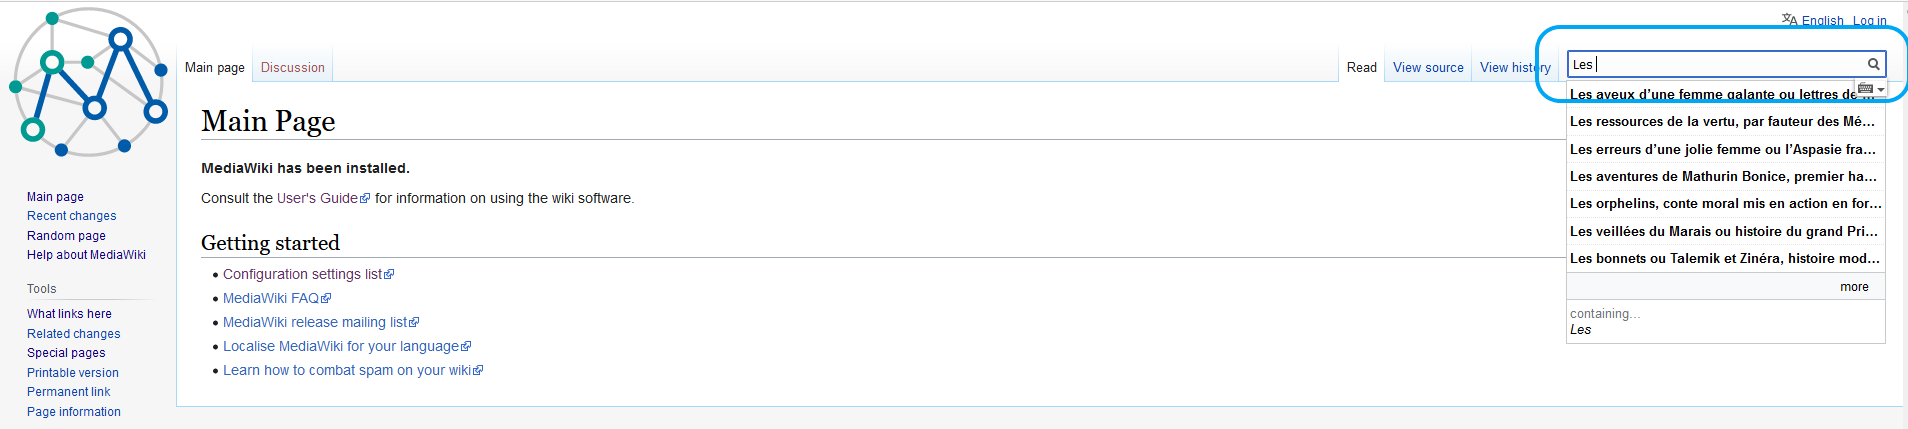 English Log in
Main page Discussion Read View source View history Les
Main Page
MediaWiki has been installed.
Consult the User's Guide for information on using the wiki software.
Getting started
Configuration settings list
MediaWiki FAQ
MediaWiki release mailing list
Localise MediaWiki for your language
Learn how to combat spam on your wiki
Main page
Recent changes
Random page
Help about MediaWiki
Tools
What links here
Related changes
Special pages
Printable version
Permanent link
Page information
Les aveux d’une femme galante ou lettres de
Les ressources de la vertu, par fauteur des Mé…
Les erreurs d’une jolie femme ou l’Aspasie fra…
Les aventures de Mathurin Bonice, premier ha…
Les orphelins, conte moral mis en action en for…
Les veillées du Marais ou histoire du grand Pri…
Les bonnets ou Talemik et Zinéra, histoire mod…
more
containing...
Les